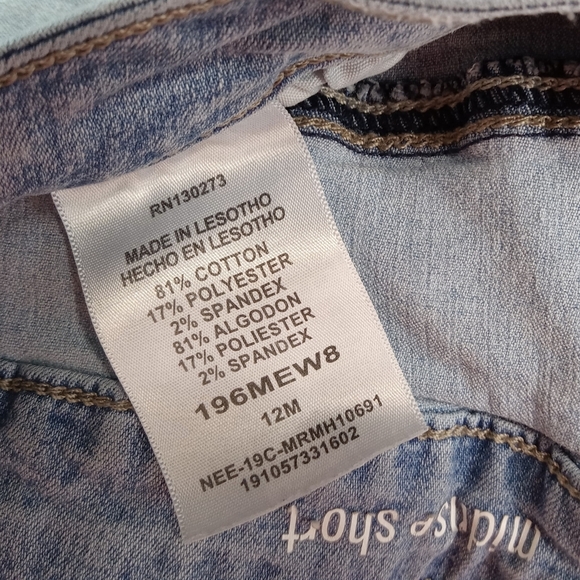 RN130273
MADE IN LESOTHO
HECHO EN LESOTHO
81% COTTON
17% POLYESTER
2% SPANDEX
81% ALGODON
17% POLIESTER
2% SPANDEX
196MEW8
12M
NEE-19C-MRMH10691
191057331602
midrise short